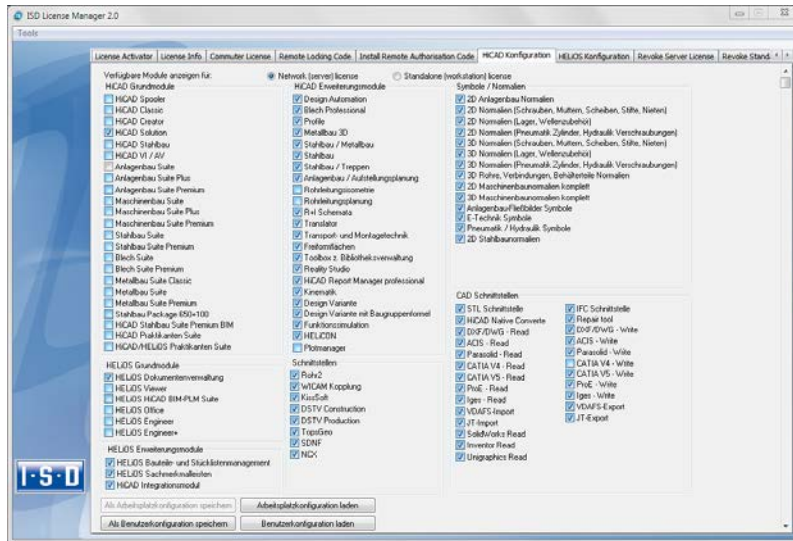 ISD License Manager 2.0
Tools
License Activator
License Info
Commuter License
Remote Locking Code
Install Remote Authorisation Code
HiCAD Konfiguration
HELiOS Konfiguration
Revoke Server License
Revoke Stand
Verfügbare Module anzeigen für:
Network (server) license
Standalone (workstation) license
HiCAD Grundmodule
HiCAD Spooler
HiCAD Classic
HiCAD Creator
HiCAD Solution
HiCAD Stahlbau
HiCAD VI / AV
Anlagenbau Suite
Anlagenbau Suite Plus
Anlagenbau Suite Premium
Maschinenbau Suite
Maschinenbau Suite Plus
Maschinenbau Suite Premium
Stahlbau Suite
Stahlbau Suite Premium
Blech Suite
Blech Suite Premium
Metallbau Suite Classic
Metallbau Suite
Metallbau Suite Premium
Stahlbau Package 650+100
HiCAD Stahlbau Suite Premium BIM
HiCAD Praktikanten Suite
HiCAD/HELiOS Praktikanten Suite
HELiOS Grundmodule
HELiOS Dokumentenverwaltung
HELiOS Viewer
HELiOS HiCAD BIM-PLM Suite
HELiOS Office
HELiOS Engineer
HELiOS Engineer+
HELiOS Erweiterungsmodule
HELiOS Bauteile- und Stücklistenmanagement
HELiOS Sachmerkmalleisten
HiCAD Integrationsmodul
HiCAD Erweiterungsmodule
Design Automation
Blech Professional
Profile
Metallbau 3D
Stahlbau / Metallbau
Stahlbau
Stahlbau / Treppen
Anlagenbau / Aufstellungsplanung
Rohrleitungsisometrie
Rohrleitungsplanung
R+I Schemata
Translator
Transport- und Montagetechnik
Freiformflächen
Toolbox z. Bibliotheksverwaltung
Reality Studio
HiCAD Report Manager professional
Kinematik
Design Variante
Design Variante mit Baugruppenformel
Funktionssimulation
HELiCON
Plotmanager
Schnittstellen
Rohr2
WICAM Kopplung
KissSoft
DSTV Construction
DSTV Production
TopsGeo
SDNF
NCX
Symbole / Normalien
2D Anlagenbau Normalien
2D Normalien (Schrauben, Muttern, Scheiben, Stifte, Nieten)
2D Normalien (Lager, Wellenzubehör)
2D Normalien (Pneumatik Zylinder, Hydraulik Verschraubungen)
3D Normalien (Schrauben, Muttern, Scheiben, Stifte, Nieten)
3D Normalien (Lager, Wellenzubehör)
3D Normalien (Pneumatik Zylinder, Hydraulik Verschraubungen)
3D Rohre, Verbindungen, Behälterteile Normalien
2D Maschinenbaunormalien komplett
3D Maschinenbaunormalien komplett
Anlagenbau-Fließbilder Symbole
E-Technik Symbole
Pneumatik / Hydraulik Symbole
2D Stahlbaunormalien
CAD Schnittstellen
STL Schnittstelle
HiCAD Native Converte
DXF/DWG - Read
ACIS - Read
Parasolid - Read
CATIA V4 - Read
CATIA V5 - Read
ProE - Read
Iges - Read
VDAFS-Import
JT-Import
SolidWorks Read
Inventor Read
Unigraphics Read
IFC Schnittstelle
Repair tool
DXF/DWG - Write
ACIS - Write
Parasolid - Write
CATIA V4 - Write
CATIA V5 - Write
ProE - Write
Iges - Write
VDAFS-Export
JT-Export
I·S·D
Als Arbeitsplatzkonfiguration speichern
Arbeitsplatzkonfiguration laden
Als Benutzerkonfiguration speichern
Benutzerkonfiguration laden